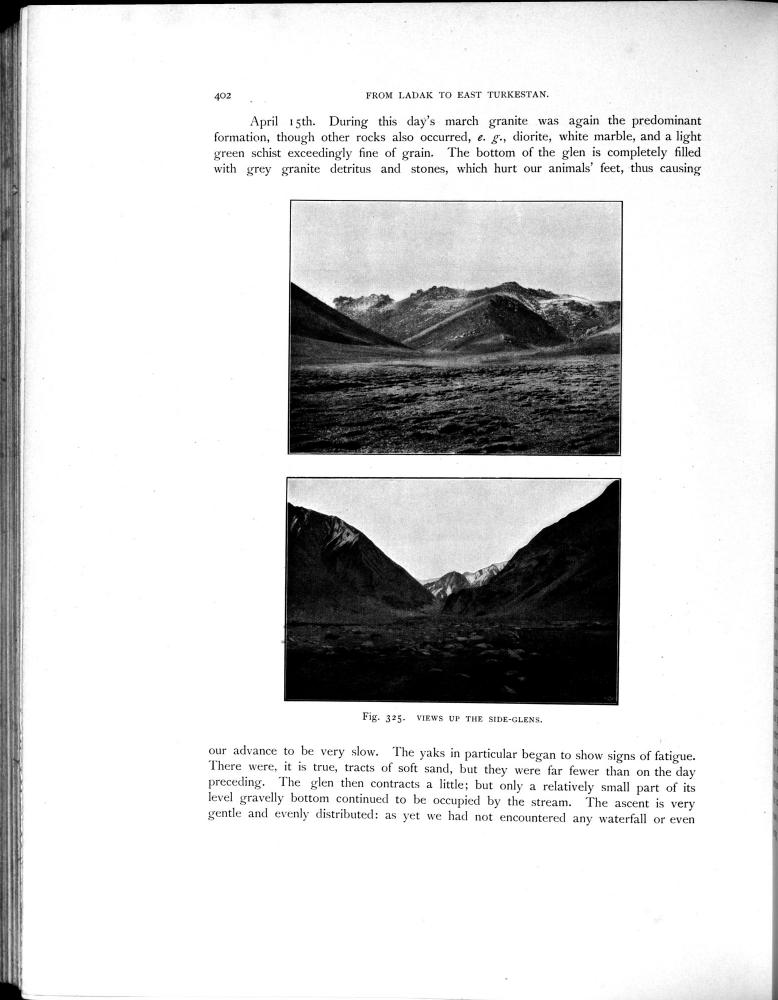 402
FROM LADAK TO EAST TURKESTAN.
April 15th. During this day's march granite was again the predominant
formation, though other rocks also occurred, e. g., diorite, white marble, and a light
green schist exceedingly fine of grain. The bottom of the glen is completely filled
with grey granite detritus and stones, which hurt our animals' feet, thus causing
Fig. 325. VIEWS UP THE SIDE-GLENS.
our advance to be very slow. The yaks in particular began to show signs of fatigue.
There were, it is true, tracts of soft sand, but they were far fewer than on the day
preceding. The glen then contracts a little; but only a relatively small part of its
level gravelly bottom continued to be occupied by the stream. The ascent is very
gentle and evenly distributed: as yet we had not encountered any waterfall or even